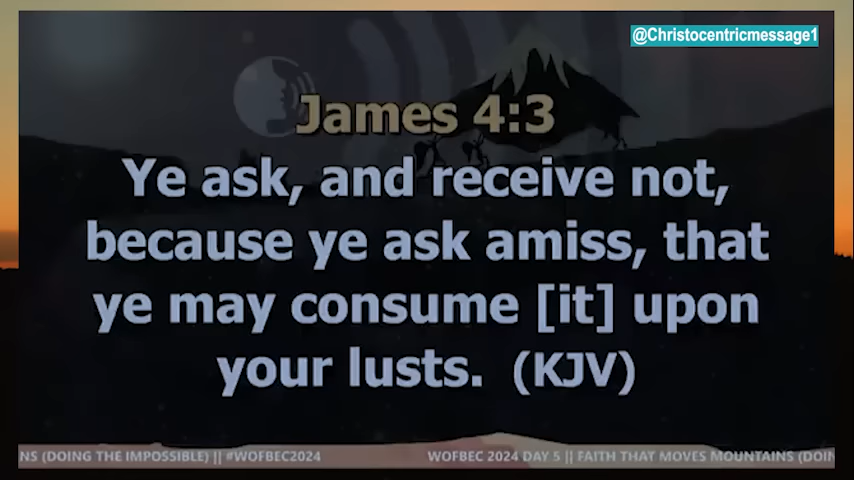 @Christocentricmessage1
James 4:3
Ye ask, and receive not,
because ye ask amiss, that
ye may consume [it] upon
your lusts. (KJV)
NS (DOING THE IMPOSSIBLE) || #WOFBEC2024 WOFBEC 2024 DAY 5 || FAITH THAT MOVES MOUNTAINS (DOIN